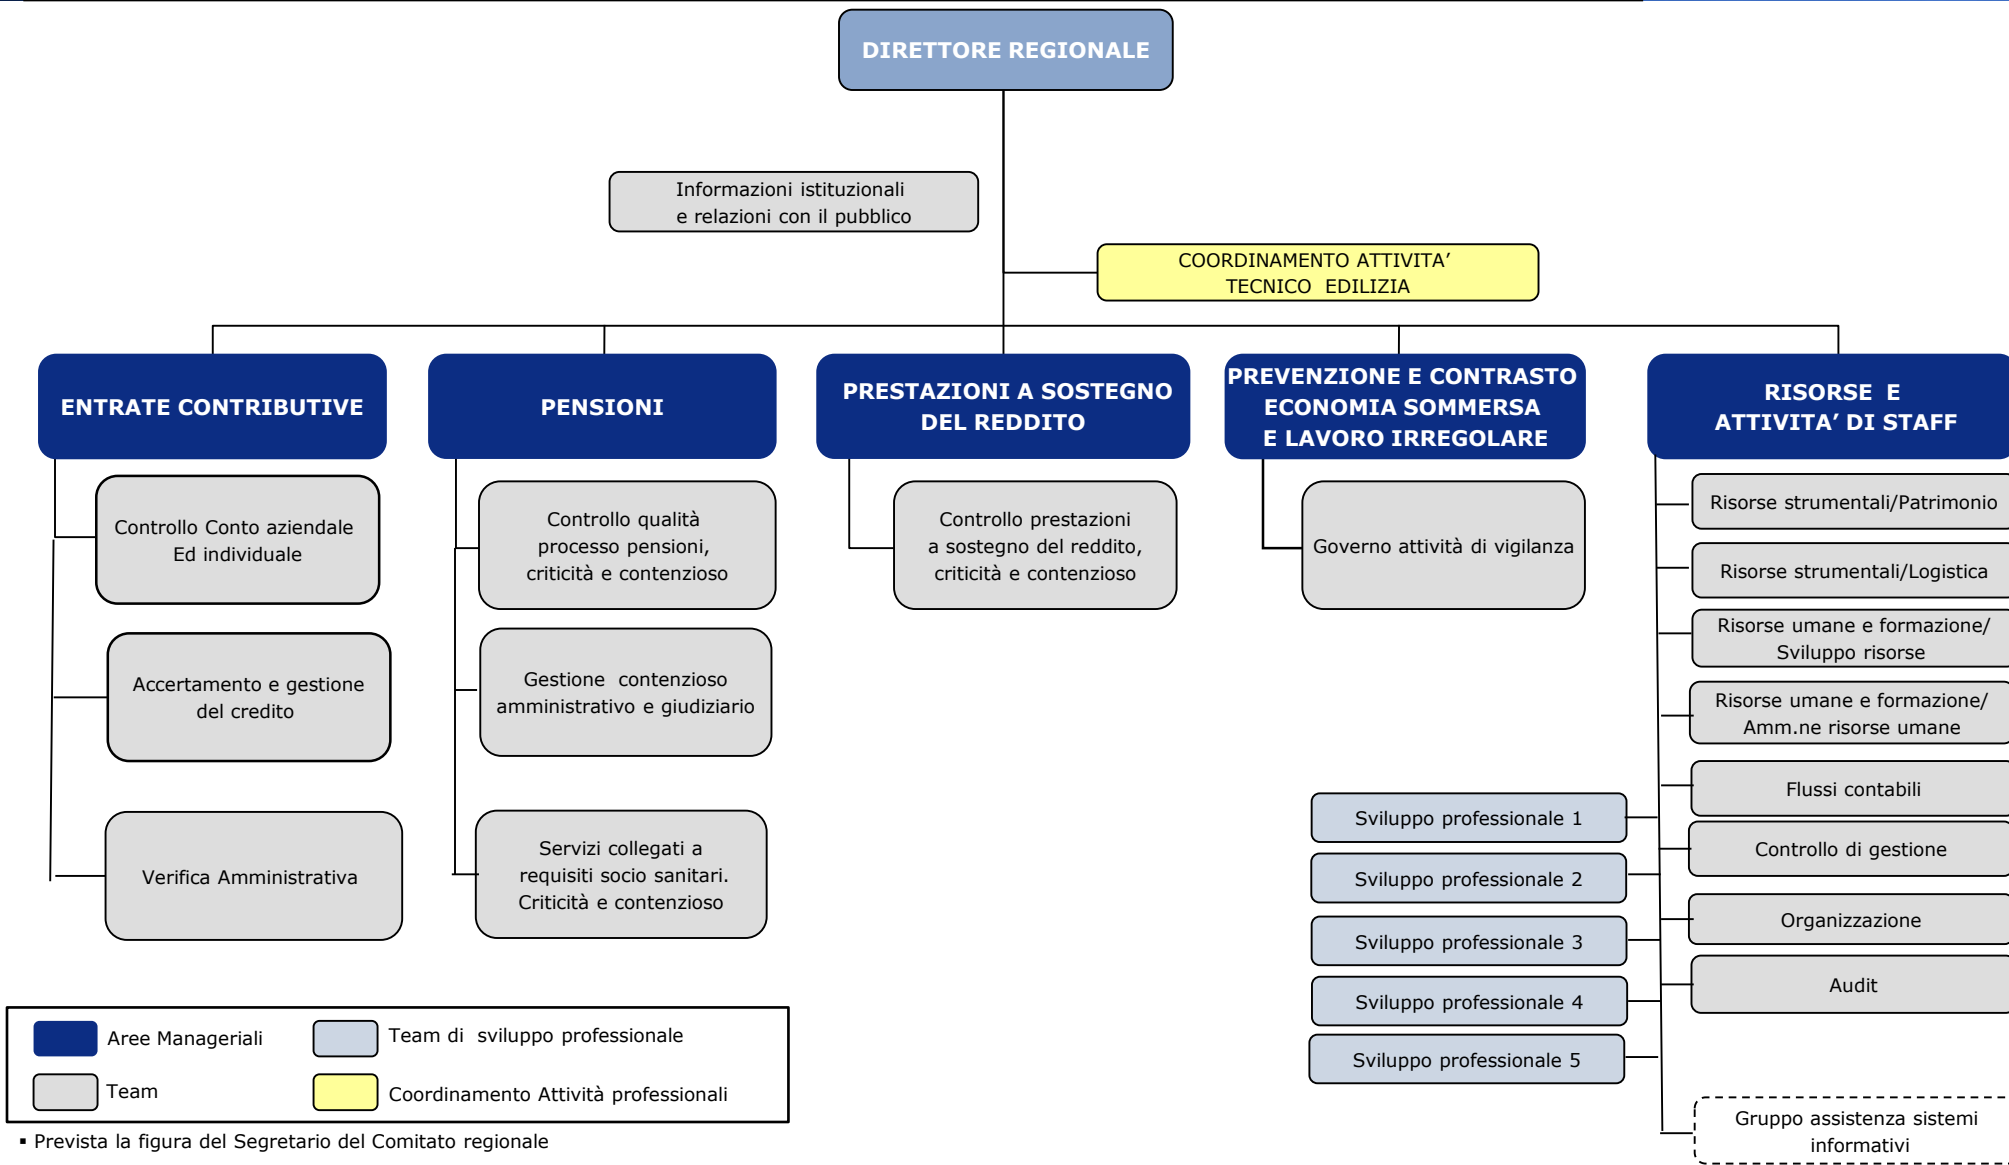 DIRETTORE REGIONALE
Informazioni istituzionali
e relazioni con il pubblico
COORDINAMENTO ATTIVITA’
TECNICO EDILIZIA
ENTRATE CONTRIBUTIVE
PENSIONI
PRESTAZIONI A SOSTEGNO
DEL REDDITO
PREVENZIONE E CONTRASTO
ECONOMIA SOMMERSA
E LAVORO IRREGOLARE
RISORSE E
ATTIVITA’ DI STAFF
Controllo Conto aziendale
Ed individuale
Accertamento e gestione
del credito
Verifica Amministrativa
Controllo qualità
processo pensioni,
criticità e contenzioso
Gestione contenzioso
amministrativo e giudiziario
Servizi collegati a
requisiti socio sanitari.
Criticità e contenzioso
Controllo prestazioni
a sostegno del reddito,
criticità e contenzioso
Governo attività di vigilanza
Risorse strumentali/Patrimonio
Risorse strumentali/Logistica
Risorse umane e formazione/
Sviluppo risorse
Risorse umane e formazione/
Amm.ne risorse umane
Flussi contabili
Controllo di gestione
Organizzazione
Audit
Sviluppo professionale 1
Sviluppo professionale 2
Sviluppo professionale 3
Sviluppo professionale 4
Sviluppo professionale 5
Gruppo assistenza sistemi
informativi
Aree Manageriali
Team di sviluppo professionale
Team
Coordinamento Attività professionali
▪ Prevista la figura del Segretario del Comitato regionale